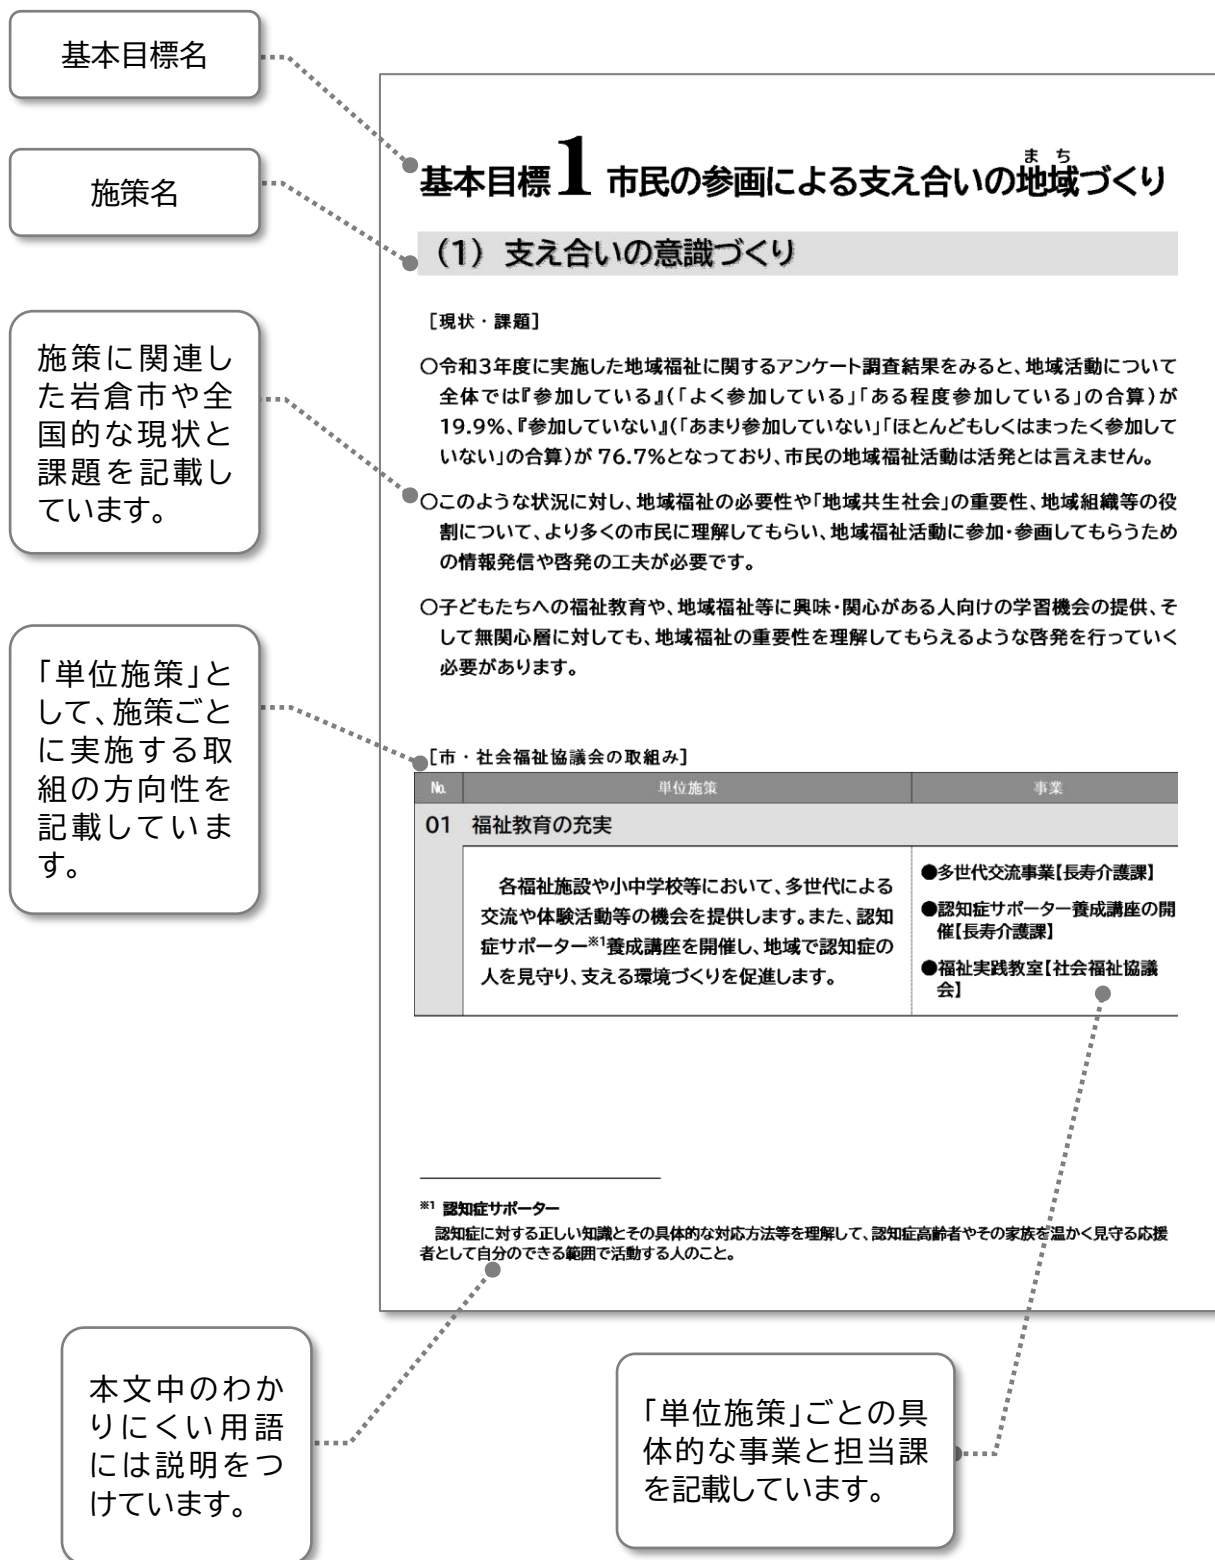 基本目標名
施策名
施策に関連し
た岩倉市や全
国的な現状と
課題を記載し
ています。
「単位施策」と
して、施策ごと
に実施する取
組の方向性を
記載していま
す。
基本目標1 市民の参画による支え合いの地域づくり
まち
(1) 支え合いの意識づくり
[現状・課題]
○令和3年度に実施した地域福祉に関するアンケート調査結果をみると、地域活動について
全体では『参加している』(「よく参加している」「ある程度参加している」の合算)が
19.9%、『参加していない』(「あまり参加していない」「ほとんどもしくはまったく参加して
いない」の合算)が 76.7%となっており、市民の地域福祉活動は活発とは言えません。
○このような状況に対し、地域福祉の必要性や「地域共生社会」の重要性、地域組織等の役
割について、より多くの市民に理解してもらい、地域福祉活動に参加・参画してもらうため
の情報発信や啓発の工夫が必要です。
○子どもたちへの福祉教育や、地域福祉等に興味・関心がある人向けの学習機会の提供、そ
して無関心層に対しても、地域福祉の重要性を理解してもらえるような啓発を行っていく
必要があります。
[市・社会福祉協議会の取組み]
No. 単位施策 事業
01 福祉教育の充実
各福祉施設や小中学校等において、多世代による
交流や体験活動等の機会を提供します。また、認知
症サポーター※1養成講座を開催し、地域で認知症の
人を見守り、支える環境づくりを促進します。
●多世代交流事業【長寿介護課】
●認知症サポーター養成講座の開
催【長寿介護課】
●福祉実践教室【社会福祉協議
会】
※1 認知症サポーター
認知症に対する正しい知識とその具体的な対応方法等を理解して、認知症高齢者やその家族を温かく見守る応援
者として自分のできる範囲で活動する人のこと。
本文中のわか
りにくい用語
には説明をつ
けています。
「単位施策」ごとの具
体的な事業と担当課
を記載しています。